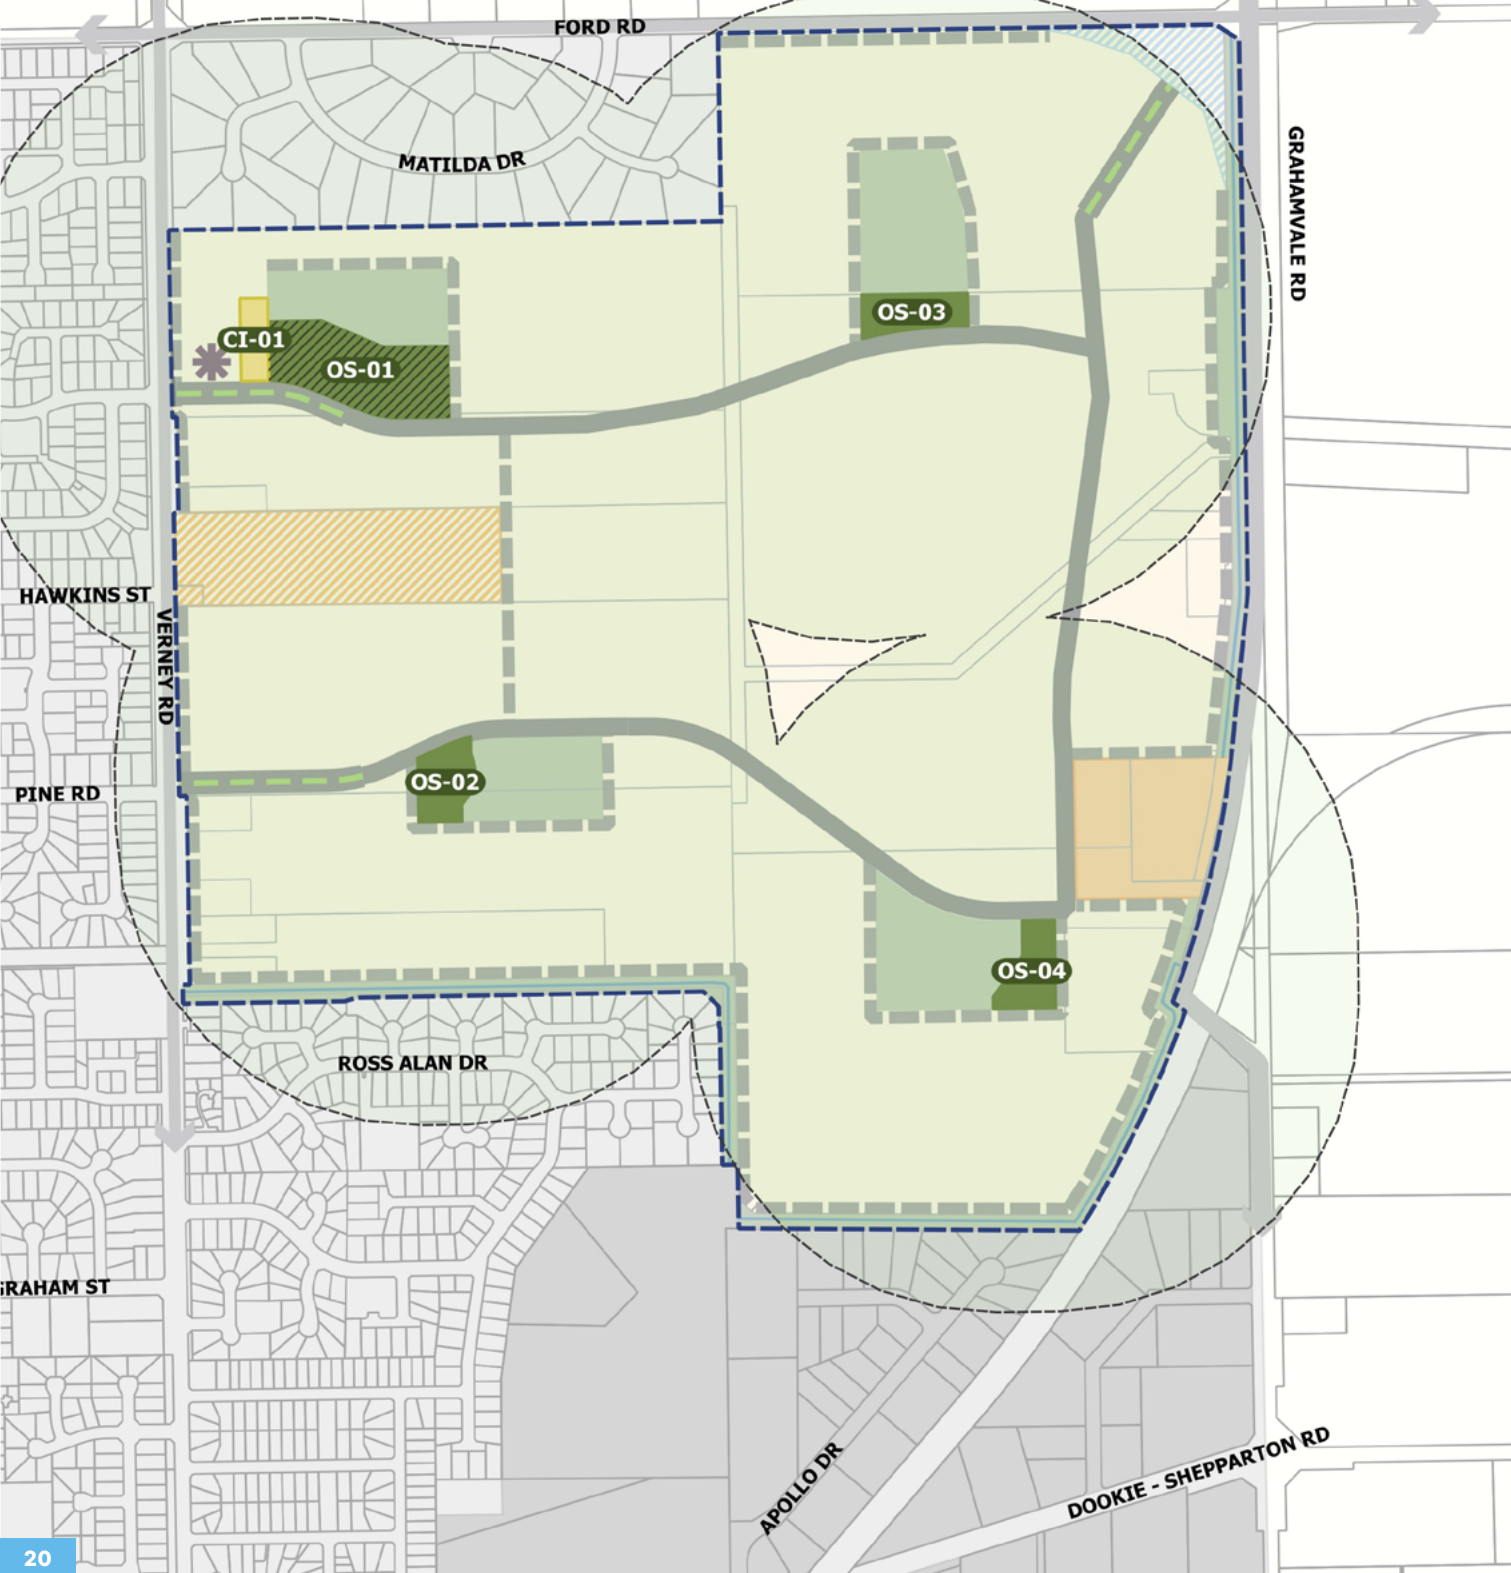 FORD RD
MATILDA DR
GRAHAMVALE RD
OS-03
CI-01
OS-01
HAWKINS ST
VERNEY RD
OS-02
PINE RD
OS-04
ROSS ALAN DR
GRAHAM ST
APOLLO DR
DOOKIE - SHEPPARTON RD
20